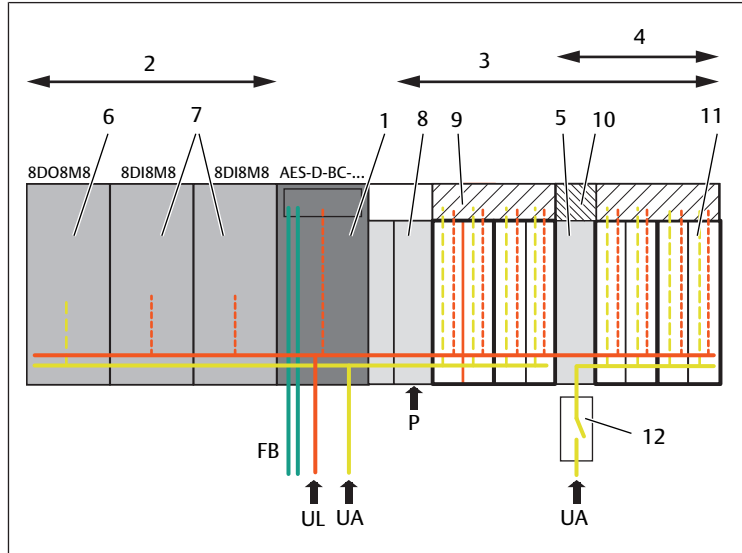 4
2
3
6
7
1
8
9
5
10
11
8DO8M8
8DI8M8
8DI8M8
AES-D-BC-...
P
12
FB
UL
UA
UA